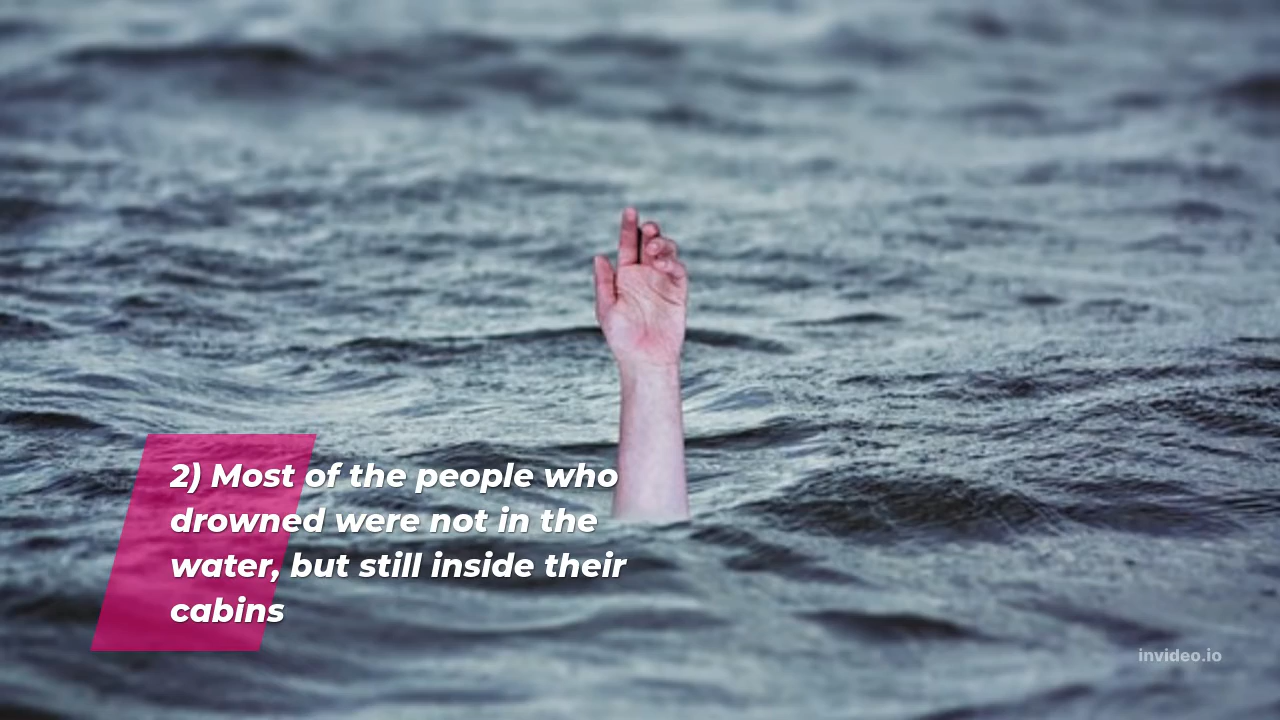 2) Most of the people who
drowned were not in the
water, but still inside their
cabins
invideo.io